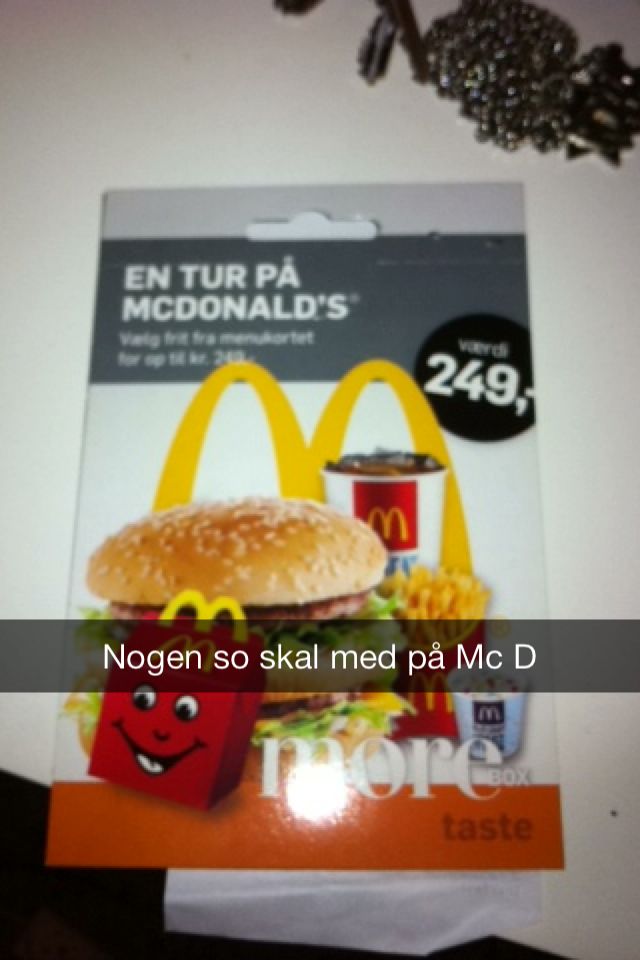 EN TUR PÅ
MCDONALD'S®
Vælg frit fra menukortet
for op til kr. 249,-
værdi
249,-
Nogen so skal med på Mc D
more
BOX
taste